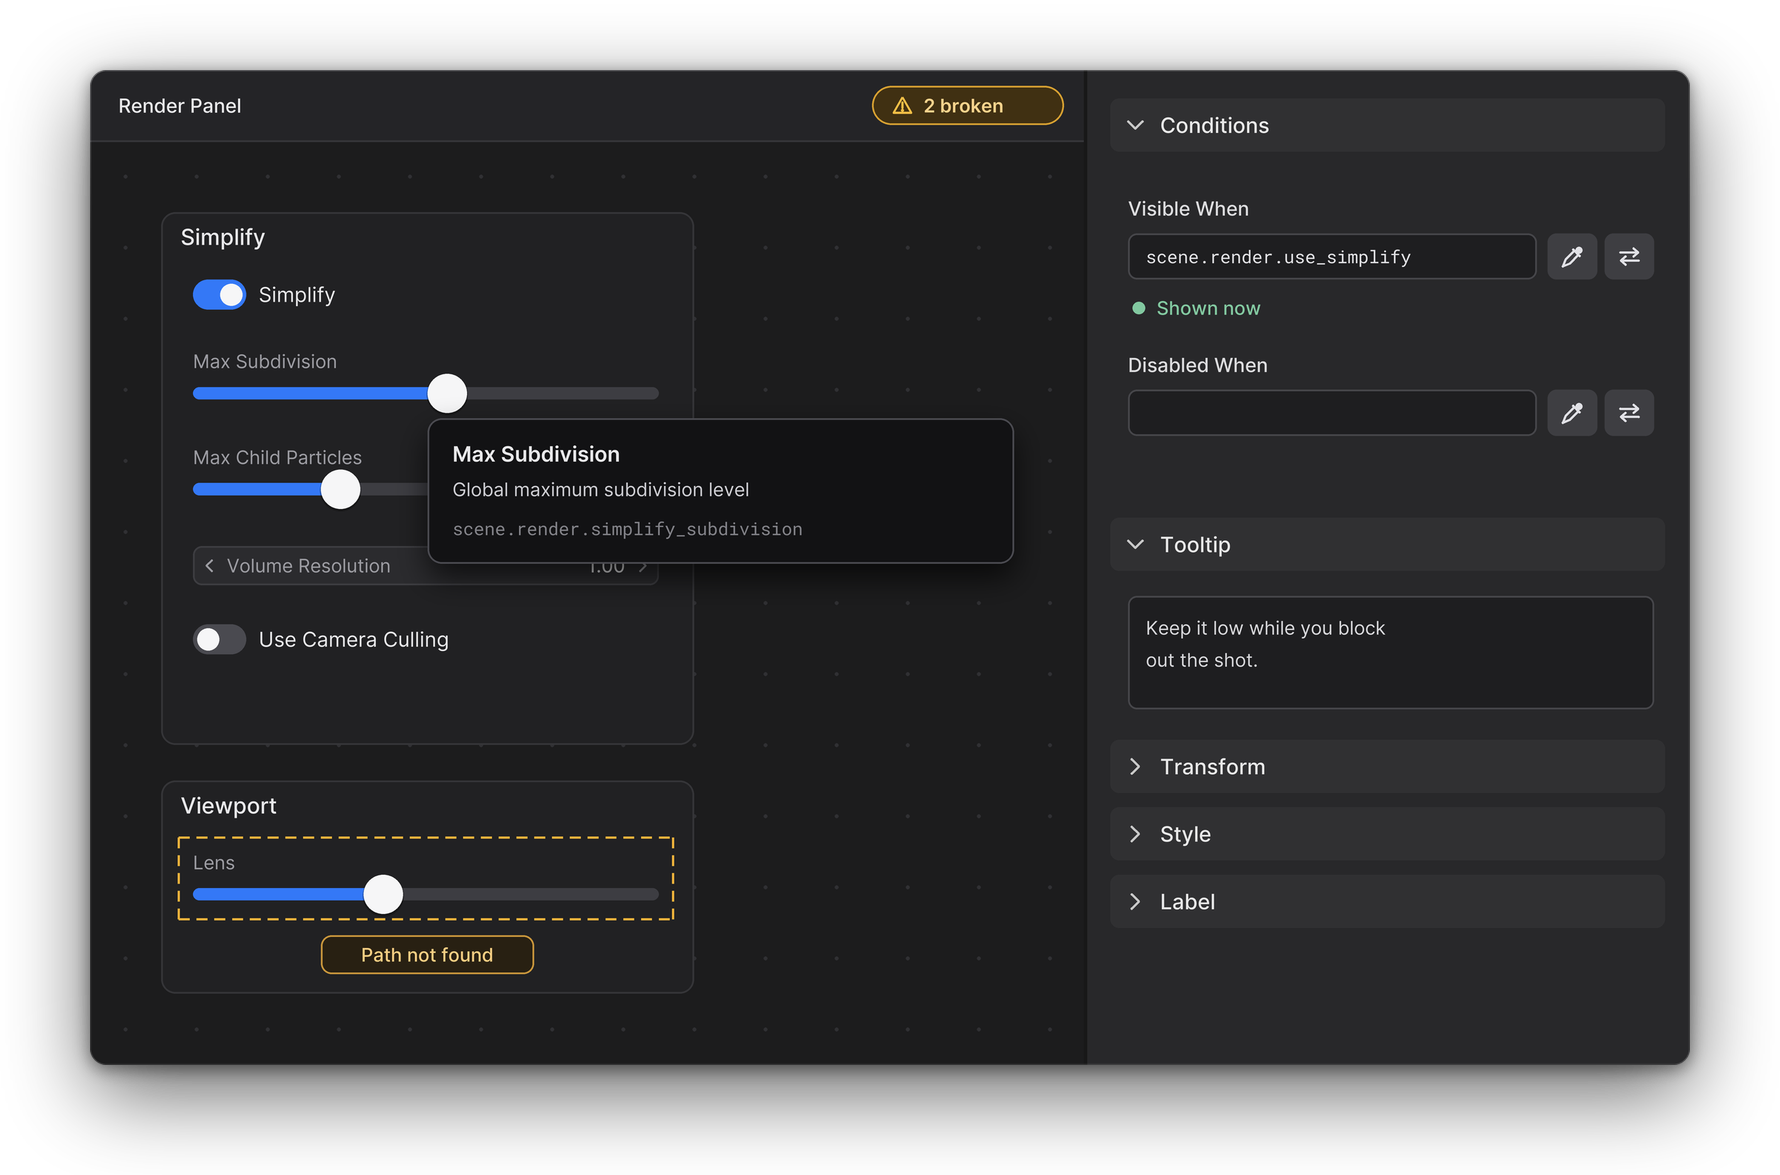 Render Panel
2 broken
Simplify
Simplify
Max Subdivision
Max Child Particles
Max Subdivision
Global maximum subdivision level
scene.render.simplify_subdivision
Volume Resolution
1.00
Use Camera Culling
Viewport
Lens
Path not found
Conditions
Visible When
scene.render.use_simplify
Shown now
Disabled When
Tooltip
Keep it low while you block
out the shot.
Transform
Style
Label